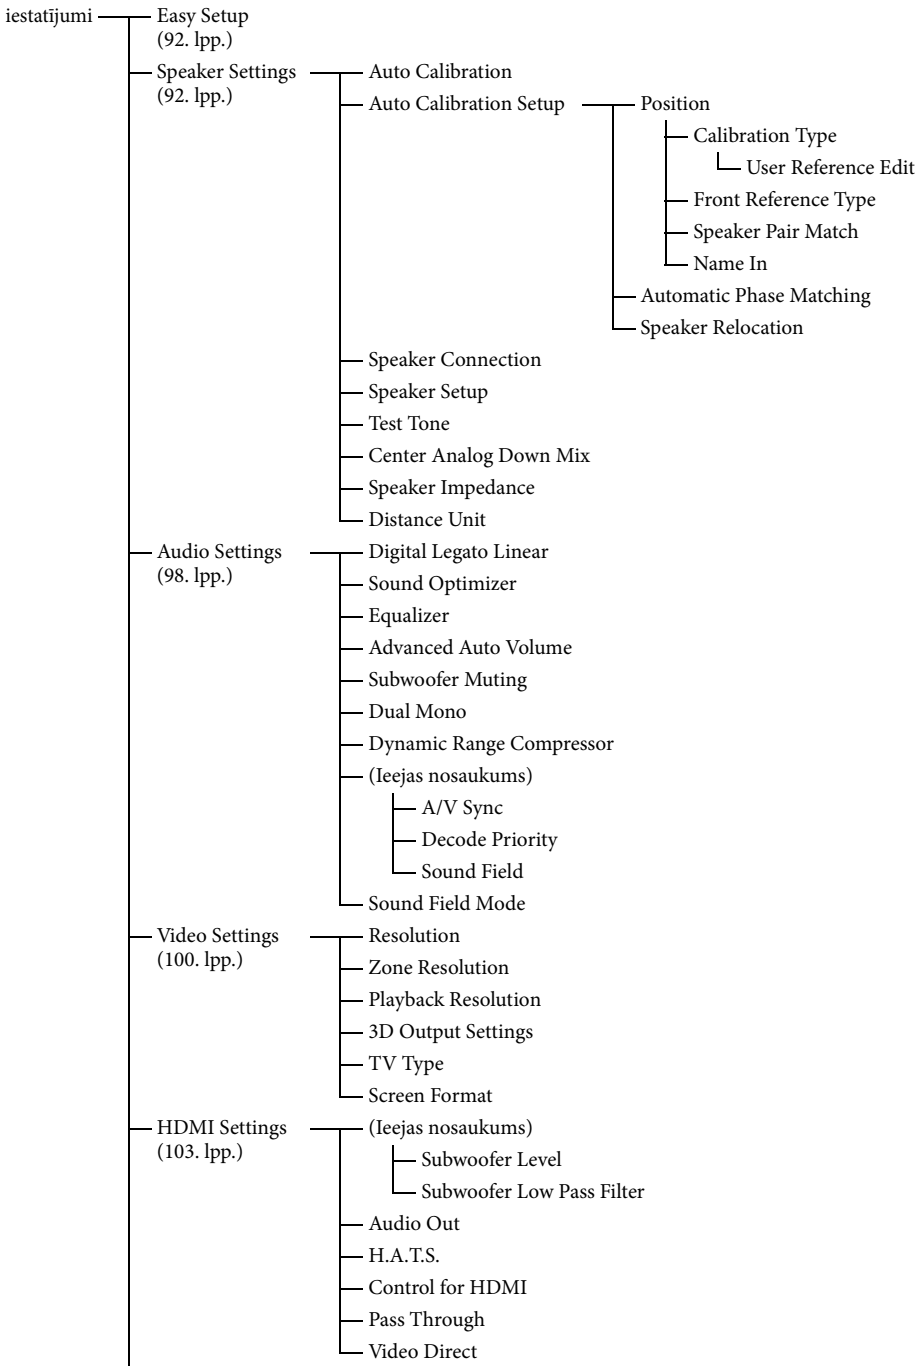 iestatījumi
Easy Setup
(92. lpp.)
Speaker Settings
(92. lpp.)
Auto Calibration
Auto Calibration Setup
Position
Calibration Type
User Reference Edit
Front Reference Type
Speaker Pair Match
Name In
Automatic Phase Matching
Speaker Relocation
Speaker Connection
Speaker Setup
Test Tone
Center Analog Down Mix
Speaker Impedance
Distance Unit
Audio Settings
(98. lpp.)
Digital Legato Linear
Sound Optimizer
Equalizer
Advanced Auto Volume
Subwoofer Muting
Dual Mono
Dynamic Range Compressor
(Ieejas nosaukums)
A/V Sync
Decode Priority
Sound Field
Sound Field Mode
Video Settings
(100. lpp.)
Resolution
Zone Resolution
Playback Resolution
3D Output Settings
TV Type
Screen Format
HDMI Settings
(103. lpp.)
(Ieejas nosaukums)
Subwoofer Level
Subwoofer Low Pass Filter
Audio Out
H.A.T.S.
Control for HDMI
Pass Through
Video Direct